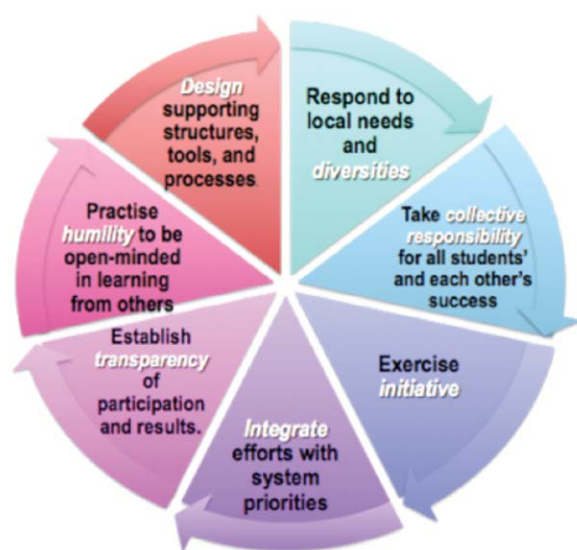 Respond to
local needs
and
diversities
Take collective
responsibility
for all students'
and each other's
success
Exercise
initiative
Integrate
efforts with
system
priorities
Establish
transparency
of
participation
and results.
Practise
humility to be
open-minded
in learning
from others
Design
supporting
structures,
tools, and
processes.